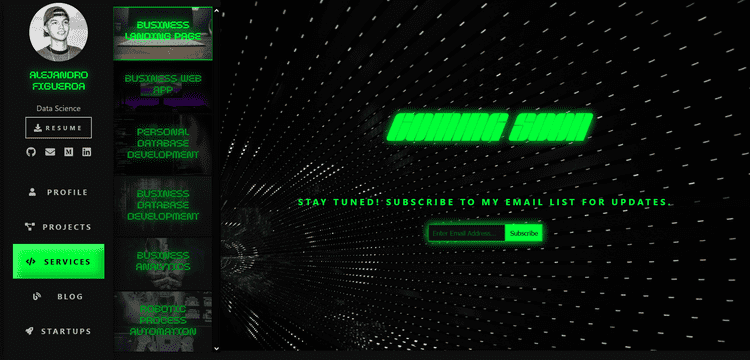 ALEJANDRO
FIGUEROA
Data Science
RESUME
PROFILE
PROJECTS
SERVICES
BLOG
STARTUPS
BUSINESS
LANDING PAGE
BUSINESS WEB
APP
PERSONAL
DATABASE
DEVELOPMENT
BUSINESS
DATABASE
DEVELOPMENT
BUSINESS
ANALYTICS
ROBOTIC
PROCESS
AUTOMATION
COMING SOON
STAY TUNED! SUBSCRIBE TO MY EMAIL LIST FOR UPDATES.
Enter Email Address...
Subscribe